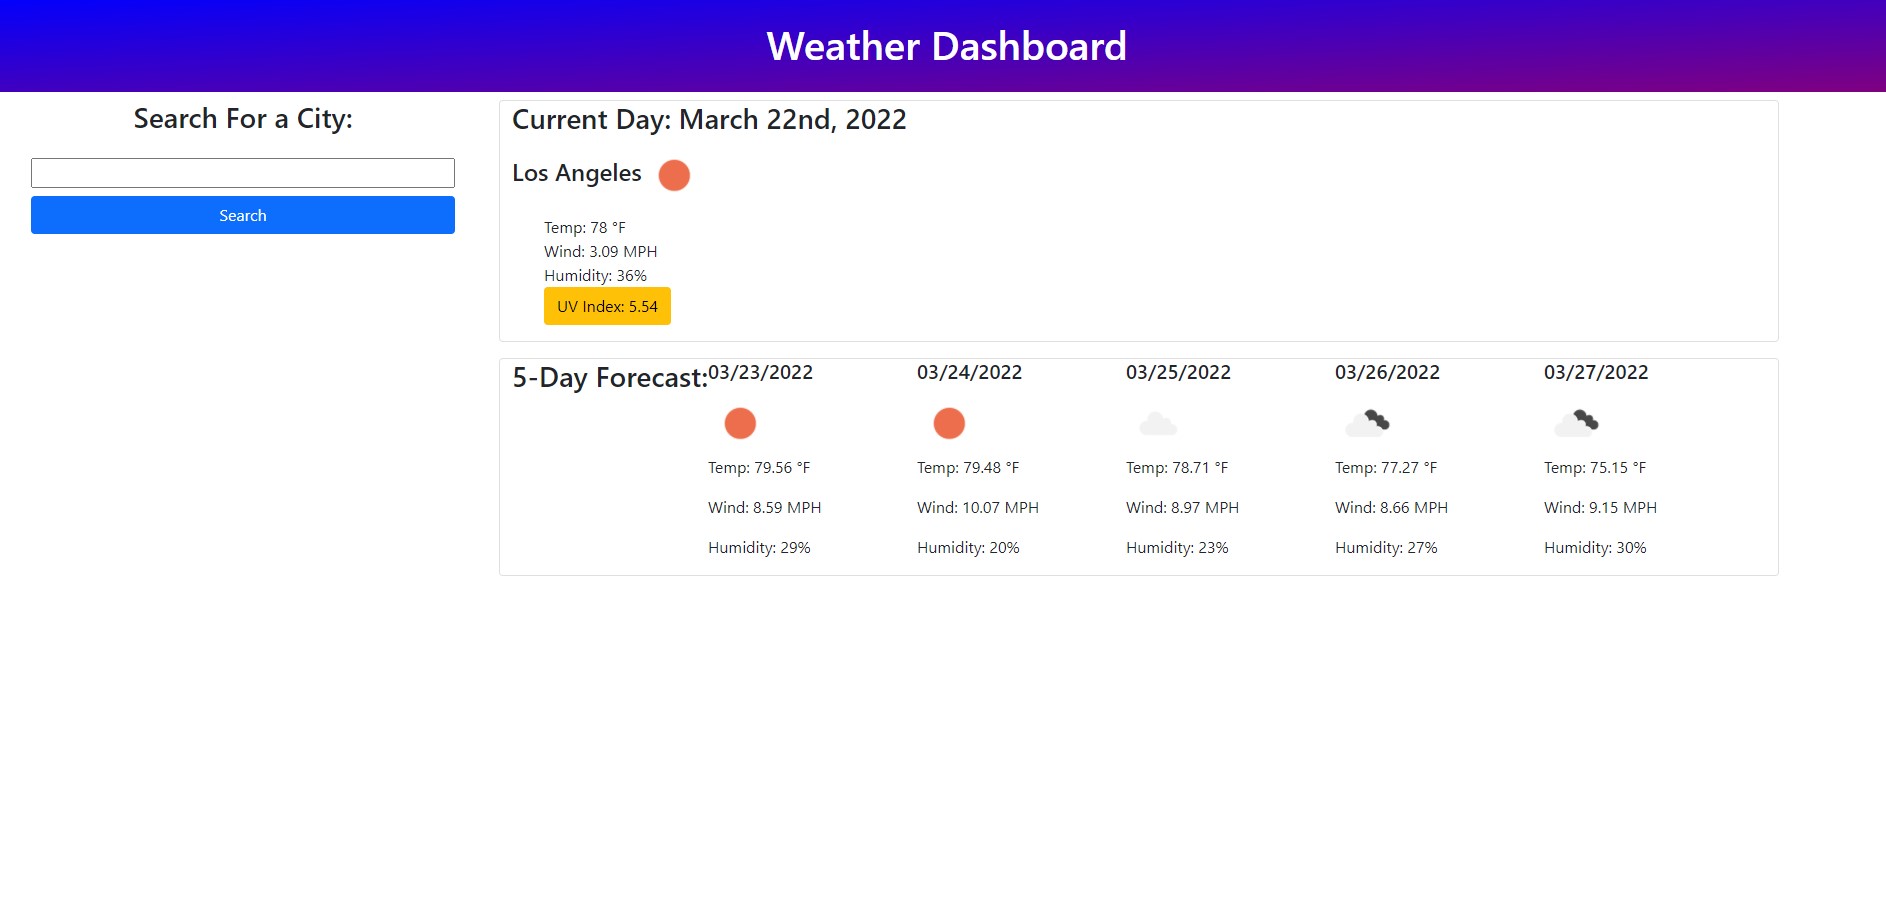 Weather Dashboard
Search For a City:
Search
Current Day: March 22nd, 2022
Los Angeles
Temp: 78 °F
Wind: 3.09 MPH
Humidity: 36%
UV Index: 5.54
5-Day Forecast:
03/23/2022
Temp: 79.56 °F
Wind: 8.59 MPH
Humidity: 29%
03/24/2022
Temp: 79.48 °F
Wind: 10.07 MPH
Humidity: 20%
03/25/2022
Temp: 78.71 °F
Wind: 8.97 MPH
Humidity: 23%
03/26/2022
Temp: 77.27 °F
Wind: 8.66 MPH
Humidity: 27%
03/27/2022
Temp: 75.15 °F
Wind: 9.15 MPH
Humidity: 30%